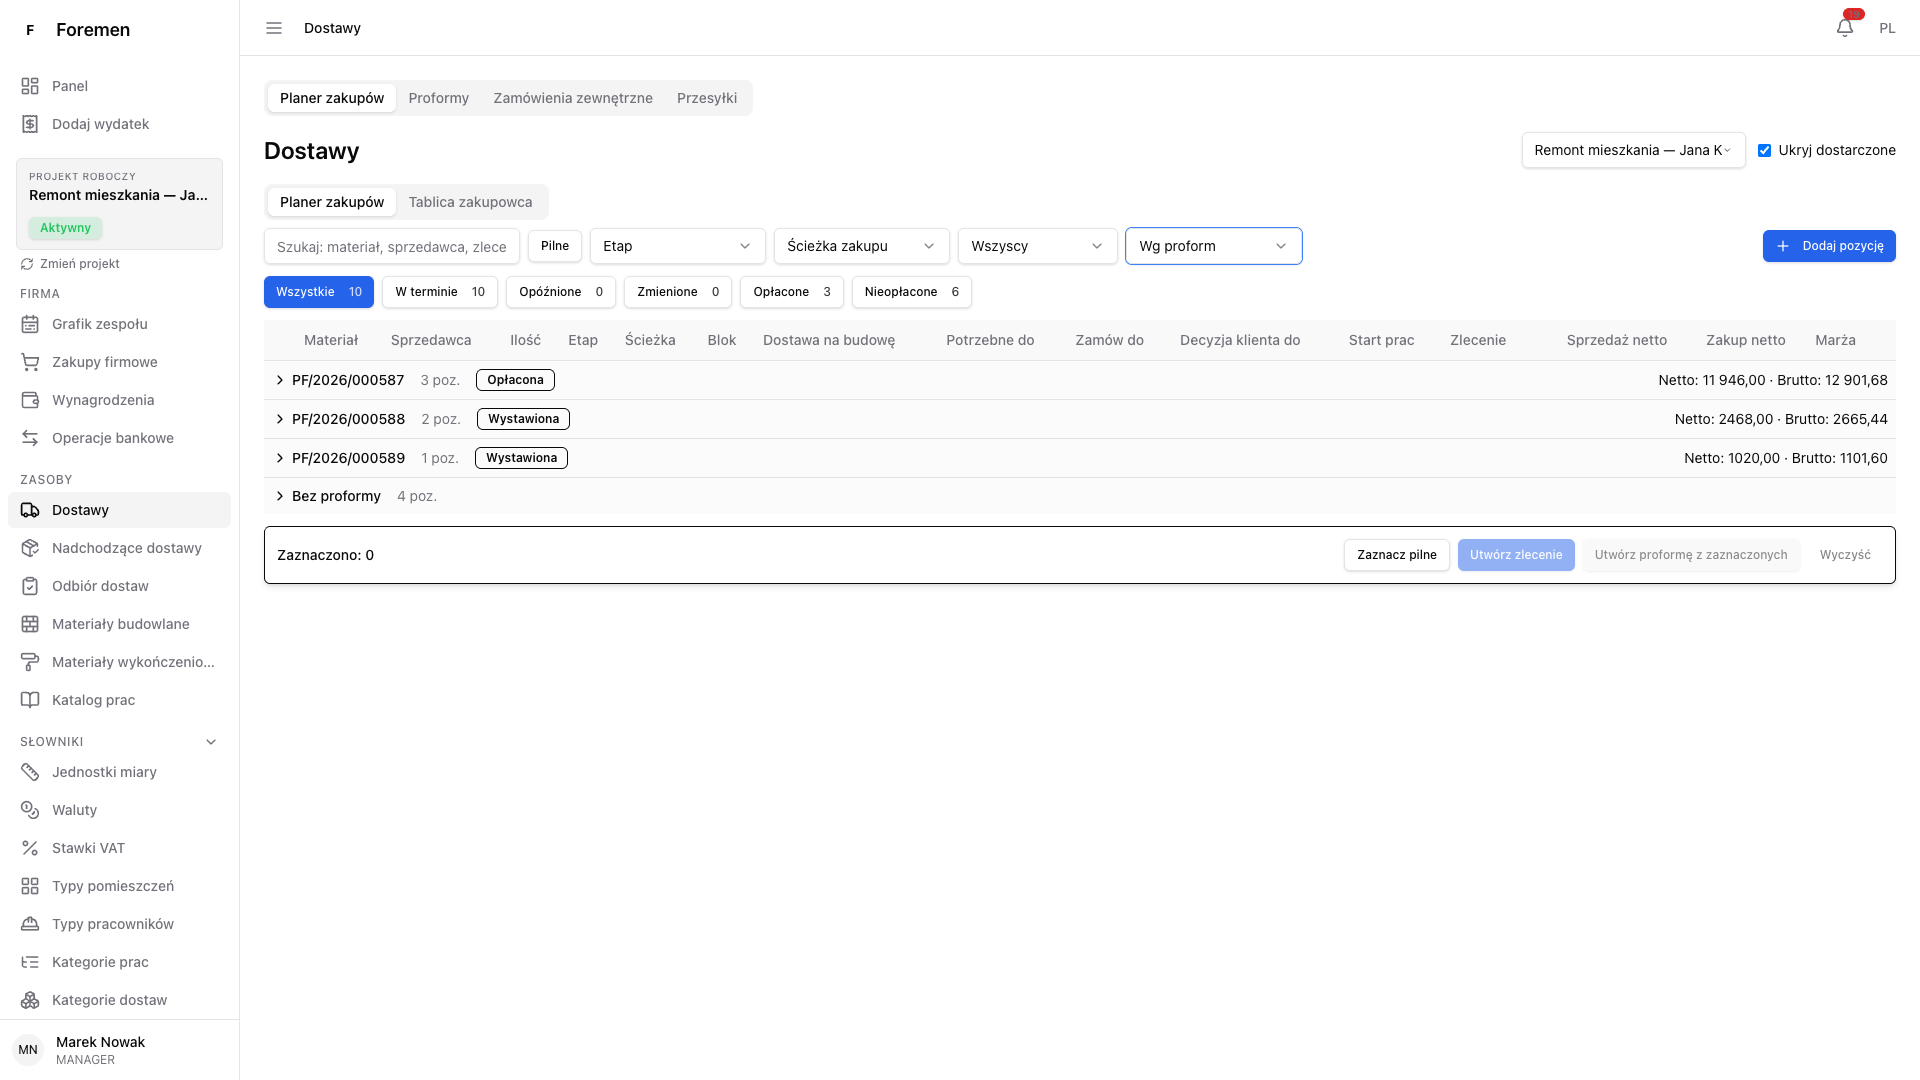 F Foremen
Dostawy
PL
Panel
Dodaj wydatek
PROJEKT ROBOCZY
Remont mieszkania — Ja...
Aktywny
Zmień projekt
FIRMA
Grafik zespołu
Zakupy firmowe
Wynagrodzenia
Operacje bankowe
ZASOBY
Dostawy
Nadchodzące dostawy
Odbiór dostaw
Materiały budowlane
Materiały wykończenio...
Katalog prac
SŁOWNIKI
Jednostki miary
Waluty
Stawki VAT
Typy pomieszczeń
Typy pracowników
Kategorie prac
Kategorie dostaw
MN Marek Nowak
MANAGER
Planer zakupów Proformy Zamówienia zewnętrzne Przesyłki
Dostawy
Remont mieszkania — Jana K
Ukryj dostarczone
Planer zakupów Tablica zakupowca
Szukaj: materiał, sprzedawca, zlece Pilne Etap Ścieżka zakupu Wszyscy Wg proform Dodaj pozycję
Wszystkie 10 W terminie 10 Opóźnione 0 Zmienione 0 Opłacone 3 Nieopłacone 6
Materiał Sprzedawca Ilość Etap Ścieżka Blok Dostawa na budowę Potrzebne do Zamów do Decyzja klienta do Start prac Zlecenie Sprzedaż netto Zakup netto Marża
PF/2026/000587 3 poz. Opłacona Netto: 11 946,00 · Brutto: 12 901,68
PF/2026/000588 2 poz. Wystawiona Netto: 2468,00 · Brutto: 2665,44
PF/2026/000589 1 poz. Wystawiona Netto: 1020,00 · Brutto: 1101,60
Bez proformy 4 poz.
Zaznaczono: 0 Zaznacz pilne Utwórz zlecenie Utwórz proformę z zaznaczonych Wyczyść